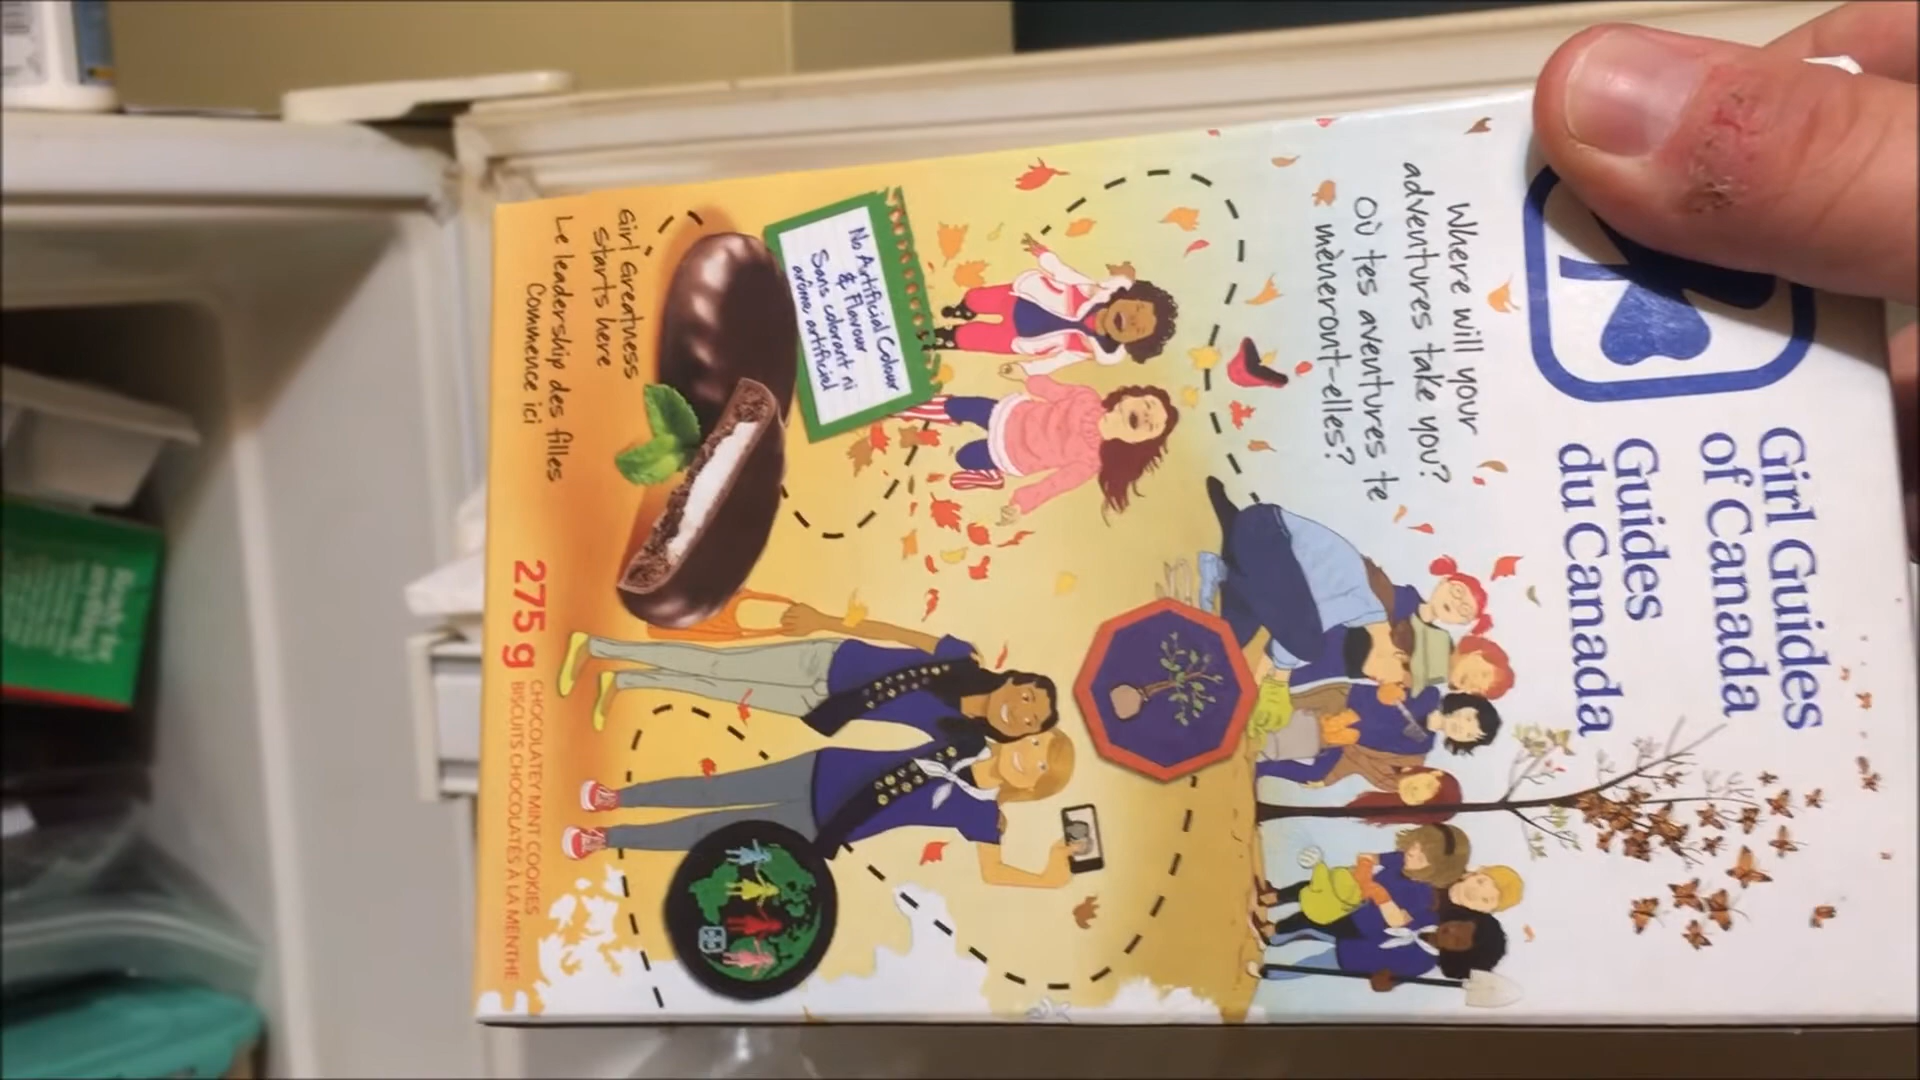 Girl Guides
of Canada
Guides
du Canada
Where will your
adventures take you?
Où tes aventures te
mèneront-elles?
No Artificial Colour
& Flavour
Sans colorant ni
arôme artificiel
Girl Greatness
starts here
Le leadership des filles
commence ici
275 g
CHOCOLATEY MINT COOKIES
BISCUITS CHOCOLATÉS À LA MENTHE